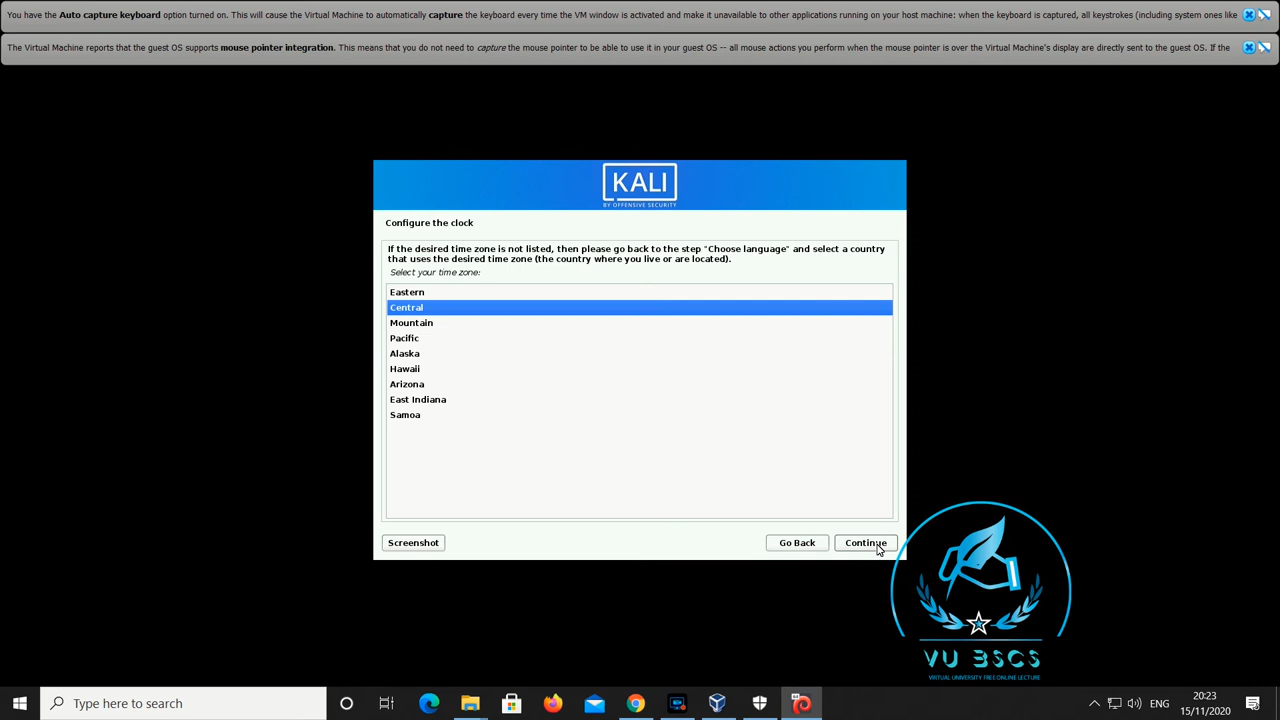 You have the Auto capture keyboard option turned on. This will cause the Virtual Machine to automatically capture the keyboard every time the VM window is activated and make it unavailable to other applications running on your host machine: when the keyboard is captured, all keystrokes (including system ones like
The Virtual Machine reports that the guest OS supports mouse pointer integration. This means that you do not need to capture the mouse pointer to be able to use it in your guest OS -- all mouse actions you perform when the mouse pointer is over the Virtual Machine's display are directly sent to the guest OS. If the
KALI
BY OFFENSIVE SECURITY
Configure the clock
If the desired time zone is not listed, then please go back to the step "Choose language" and select a country
that uses the desired time zone (the country where you live or are located).
Select your time zone:
Eastern
Central
Mountain
Pacific
Alaska
Hawaii
Arizona
East Indiana
Samoa
Screenshot
Go Back
Continue
VU BSCS
VIRTUAL UNIVERSITY FREE ONLINE LECTURE
Type here to search
ENG
20:23
15/11/2020